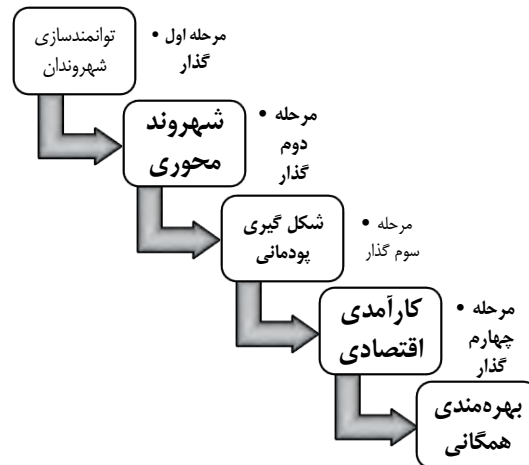 توانمندسازی
شهروندان
• مرحله اول
گذار
شهروند
محوری
• مرحله
دوم
گذار
شکل گیری
پودمانی
• مرحله
سوم گذار
کارآمدی
اقتصادی
• مرحله
چهارم
گذار
بهره‌مندی
همگانی